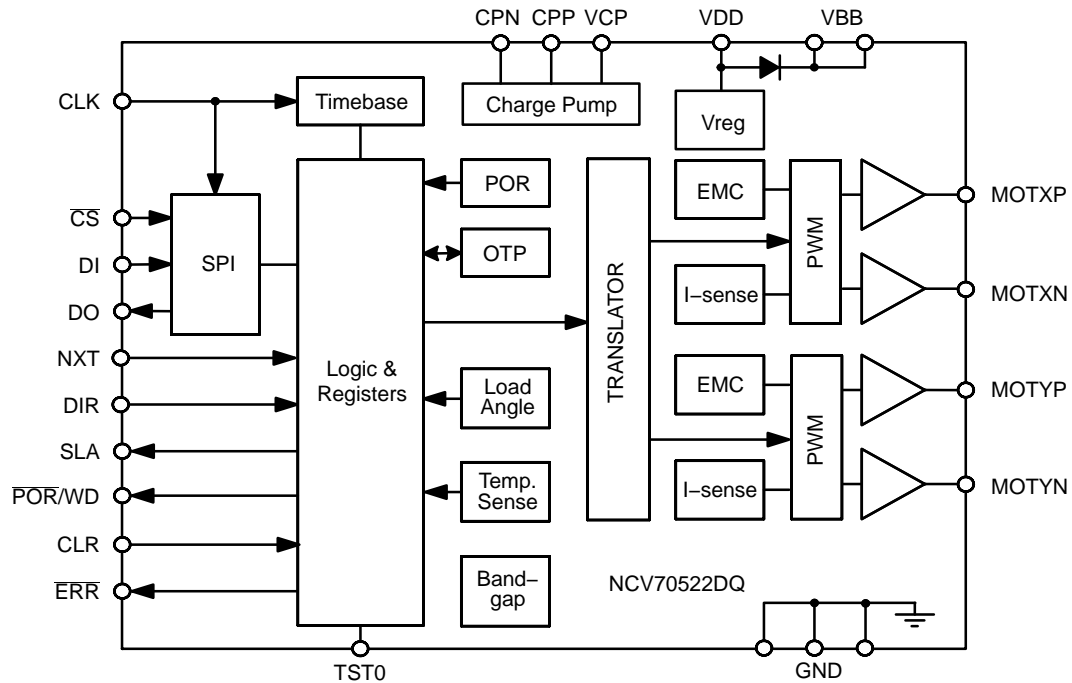 CPN CPP VCP VDD VBB
CLK
Timebase
Charge Pump
Vreg
POR
EMC
MOTXP
CS
DI
SPI
OTP
PWM
DO
I–sense
MOTXN
NXT
Logic &
Registers
TRANSLATOR
EMC
MOTYP
DIR
Load
Angle
PWM
SLA
POR/WD
Temp.
Sense
I–sense
MOTYN
CLR
ERR
Band–
gap
NCV70522DQ
TST0
GND